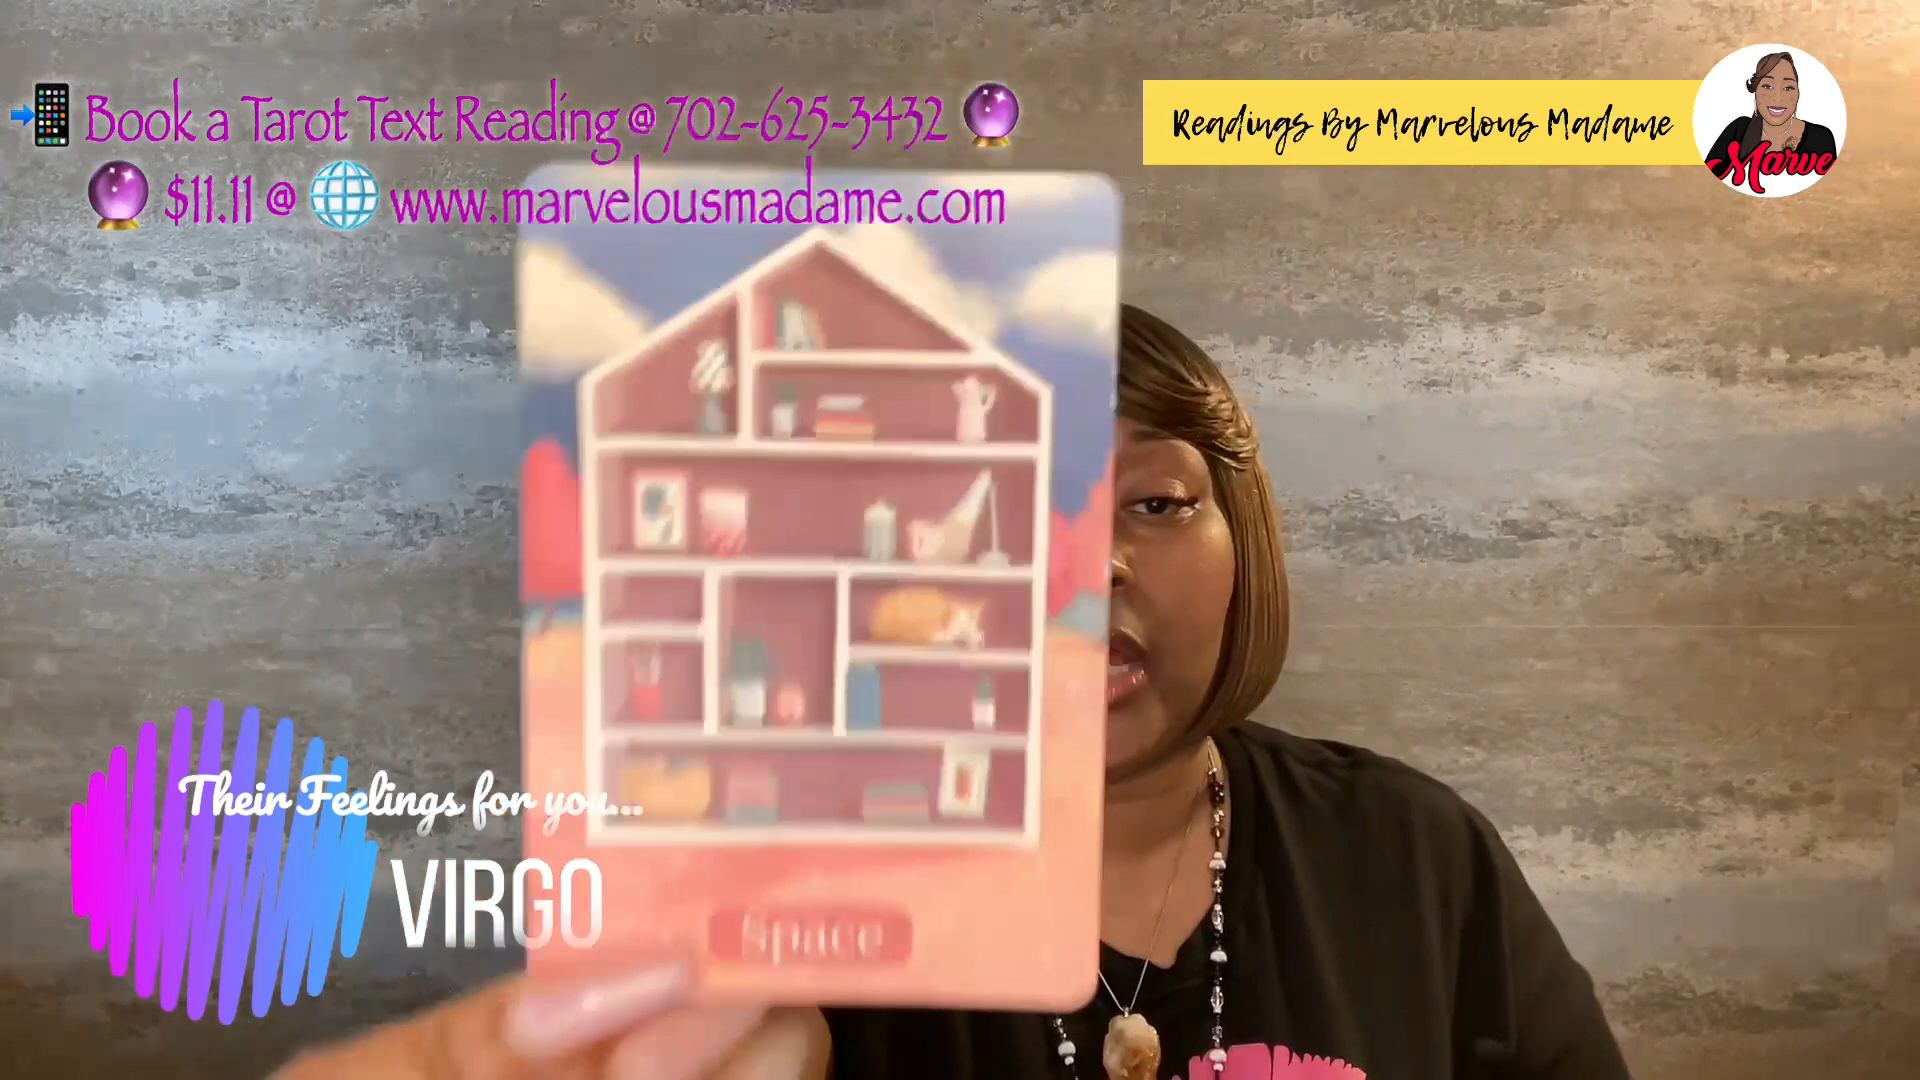 Book a Tarot Text Reading @ 702-625-3432
$11.11 @ www.marvelousmadame.com
Readings By Marvelous Madame
Marve
Their Feelings for you...
VIRGO
Space